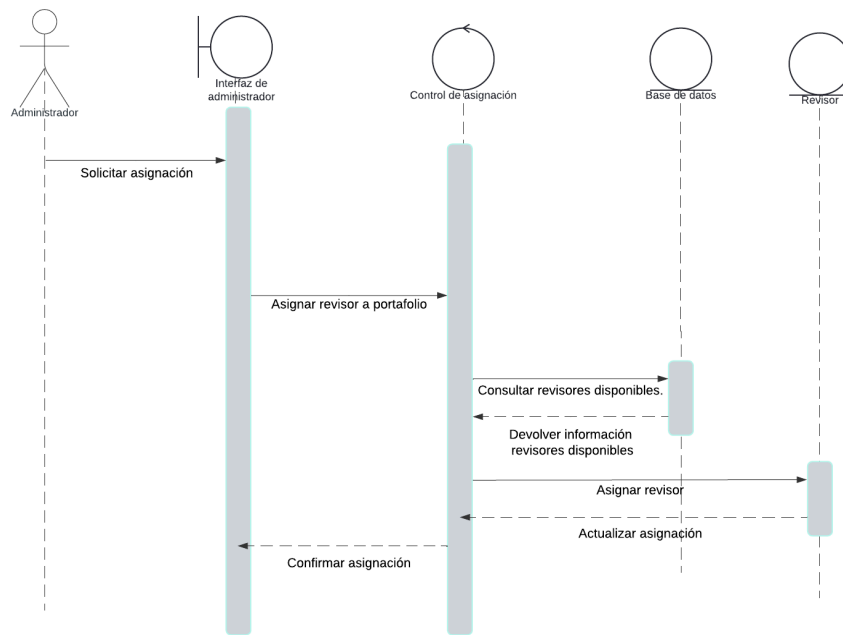 Administrador
Interfaz de
administrador
Control de asignación
Base de datos
Revisor
Solicitar asignación
Asignar revisor a portafolio
Consultar revisores disponibles.
Devolver información
revisores disponibles
Asignar revisor
Actualizar asignación
Confirmar asignación